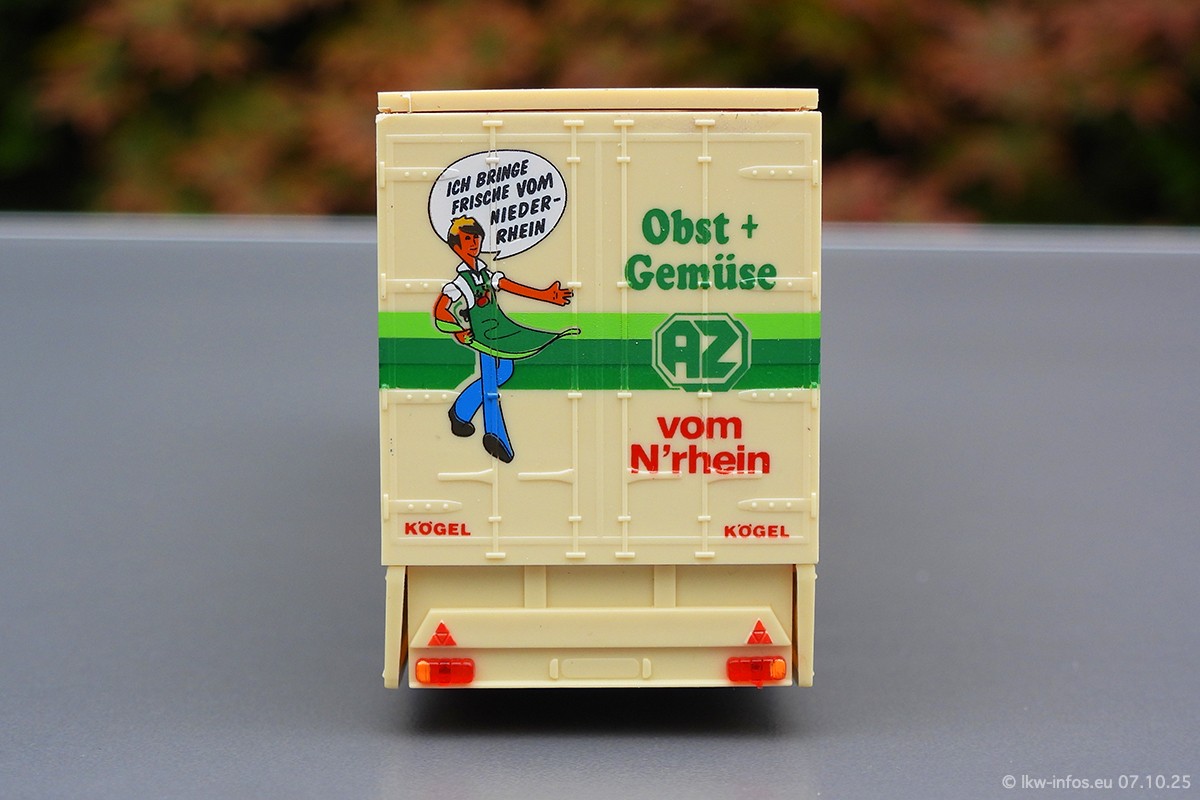 ICH BRINGE
FRISCHE VOM
NIEDER-
RHEIN
Obst +
Gemüse
AZ
vom
N'rhein
KÖGEL
KÖGEL
© lkw-infos.eu 07.10.25